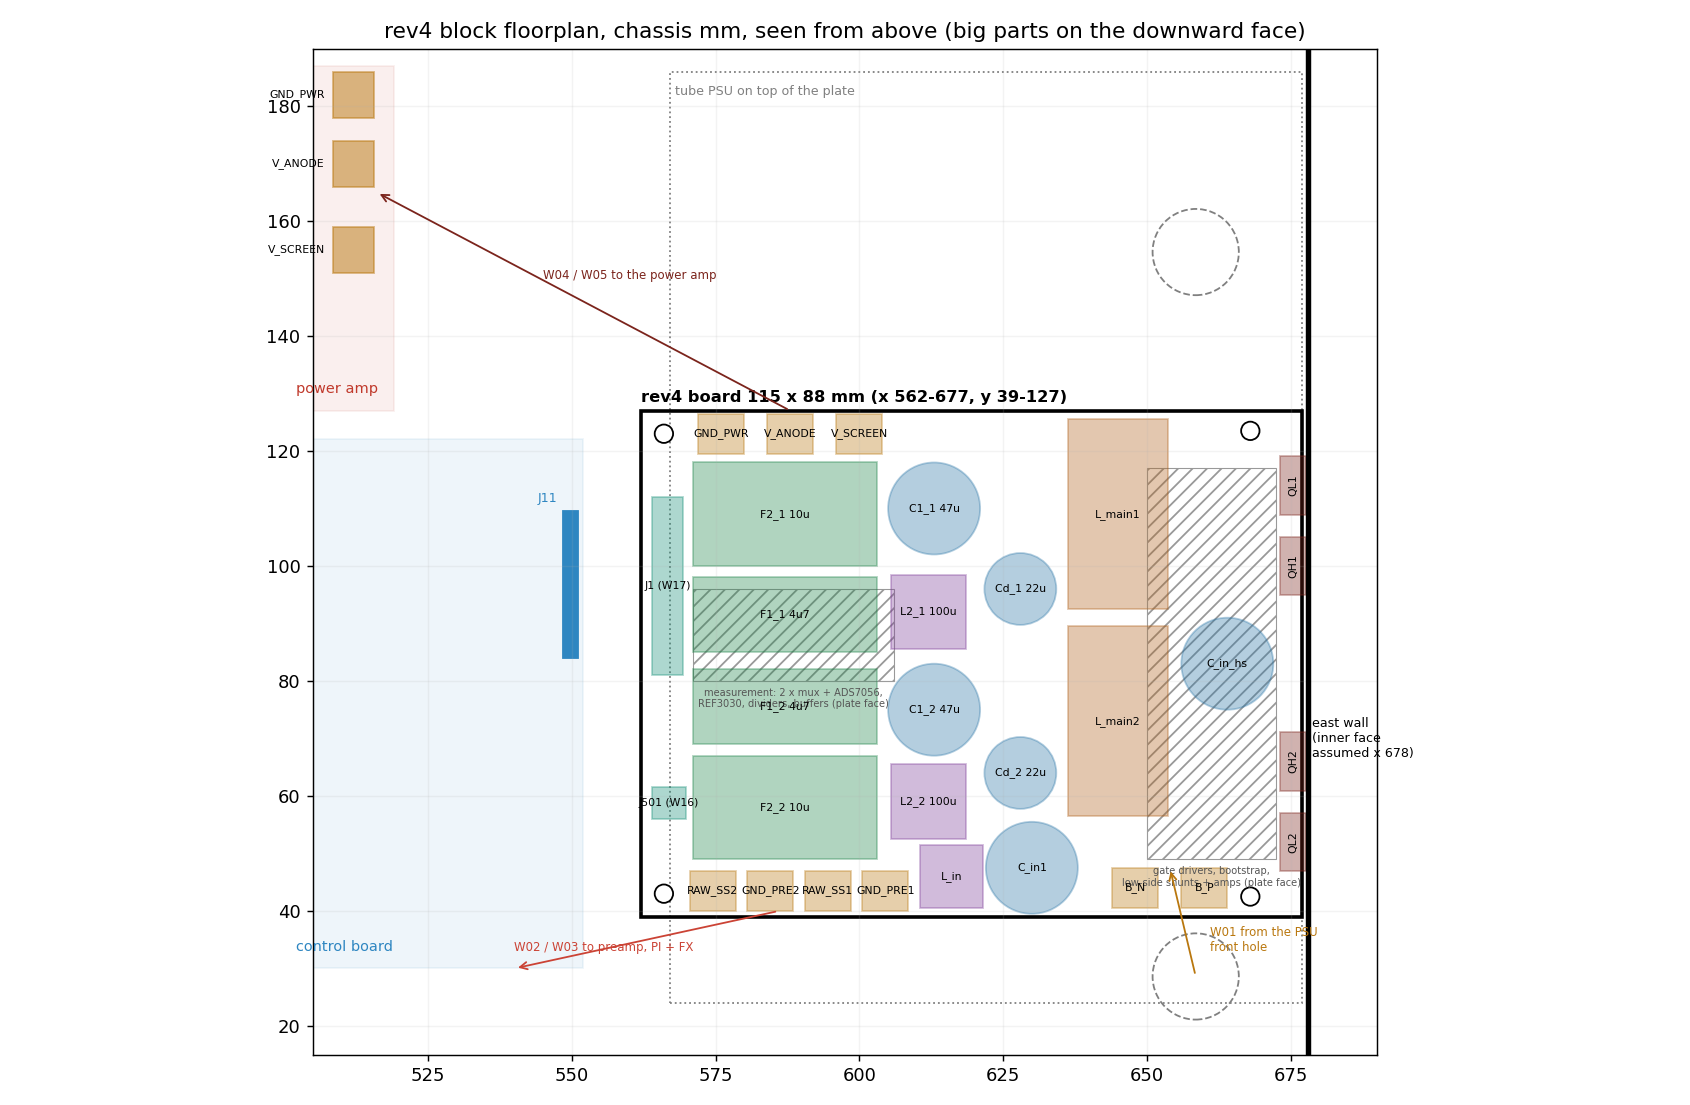 rev4 block floorplan, chassis mm, seen from above (big parts on the downward face)
GND_PWR
180
tube PSU on top of the plate
V_ANODE
160
V_SCREEN
W04 / W05 to the power amp
140
power amp
rev4 board 115 x 88 mm (x 562-677, y 39-127)
120
GND_PWR
V_ANODE
V_SCREEN
J11
F2_1 10u
C1_1 47u
L_main1
QL1
100
J1 (W17)
F1_1 4u7
L2_1 100u
Cd_1 22u
QH1
C_in_hs
80
measurement: 2 x mux + ADS7056,
REF3030, dividers, buffers (plate face)
F1_2 4u7
C1_2 47u
L_main2
east wall
(inner face
assumed x 678)
QH2
60
J501 (W16)
F2_2 10u
L2_2 100u
Cd_2 22u
QL2
L_in
C_in1
gate drivers, bootstrap,
low side shunts + amps (plate face)
RAW_SS2
GND_PRE2
RAW_SS1
GND_PRE1
B_N
B_P
40
control board
W02 / W03 to preamp, PI + FX
W01 from the PSU
front hole
20
525
550
575
600
625
650
675